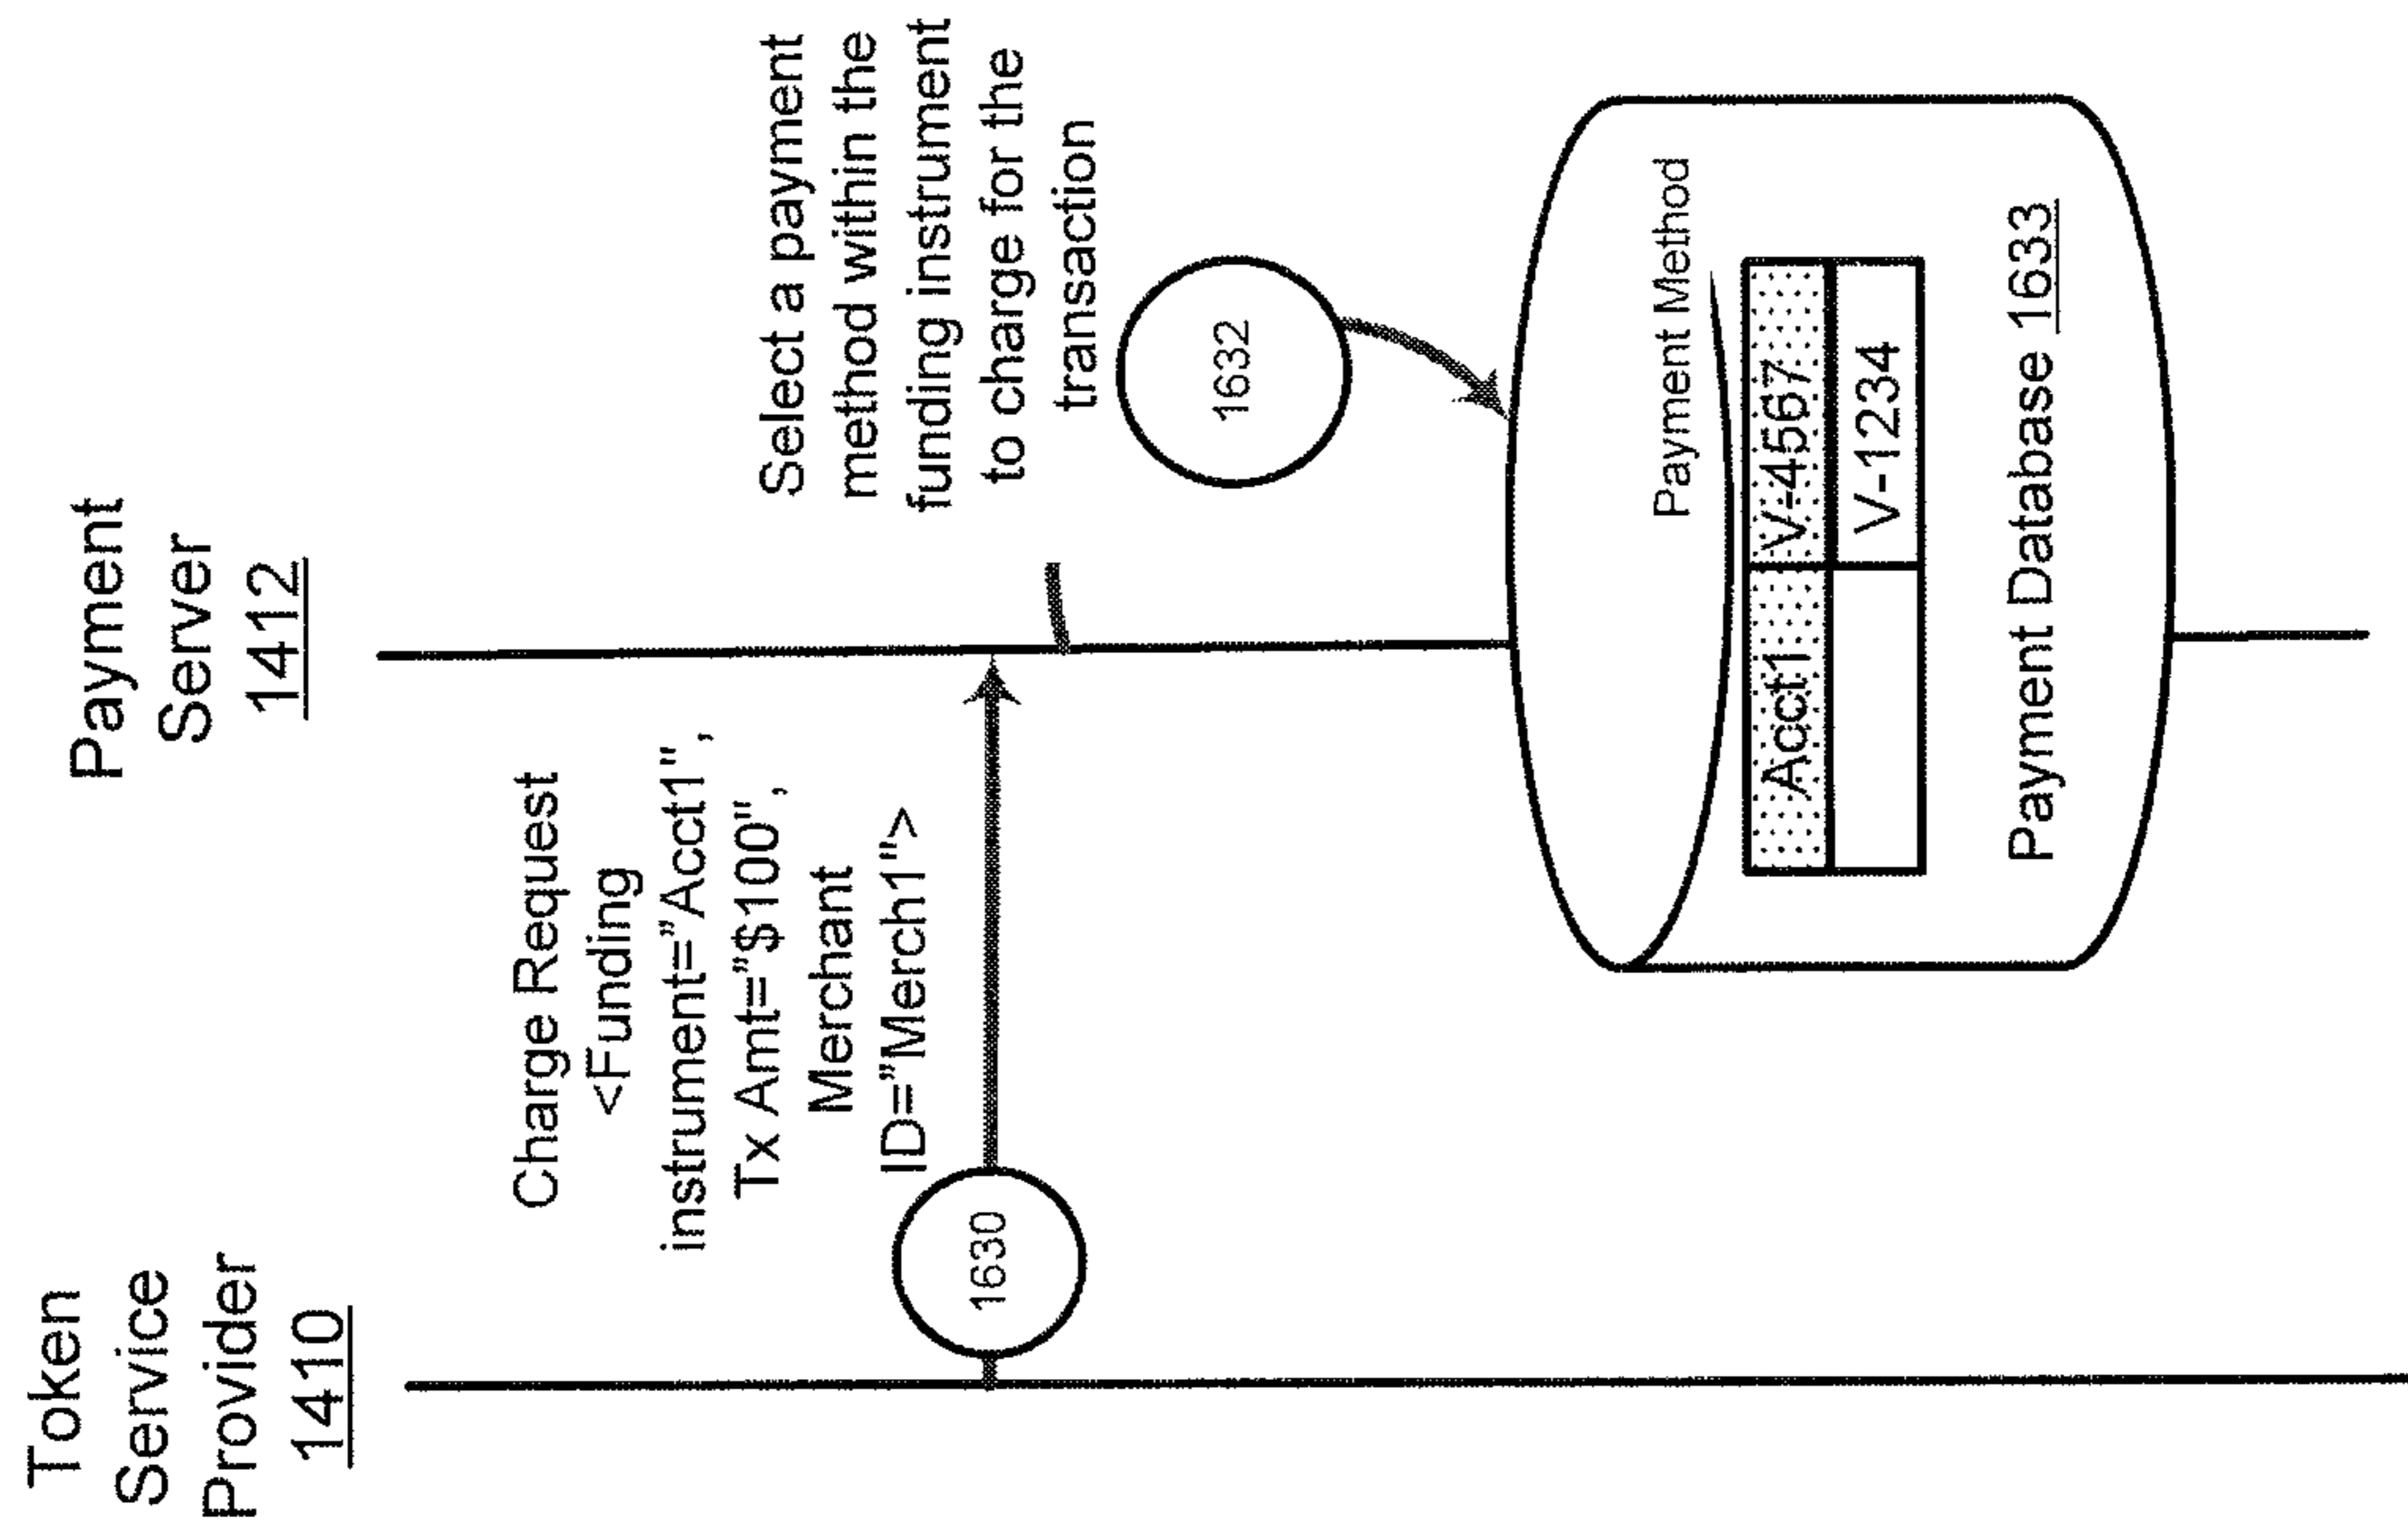 Token
Service
Provider
1410
Payment
Server
1412
Charge Request
<Funding
instrument="Acct1",
Tx Amt="$100",
Merchant
ID="Merch1">
1630
Select a payment
method within the
funding instrument
to charge for the
transaction
1632
Payment Method
Acct1 V-4567
V-1234
Payment Database 1633